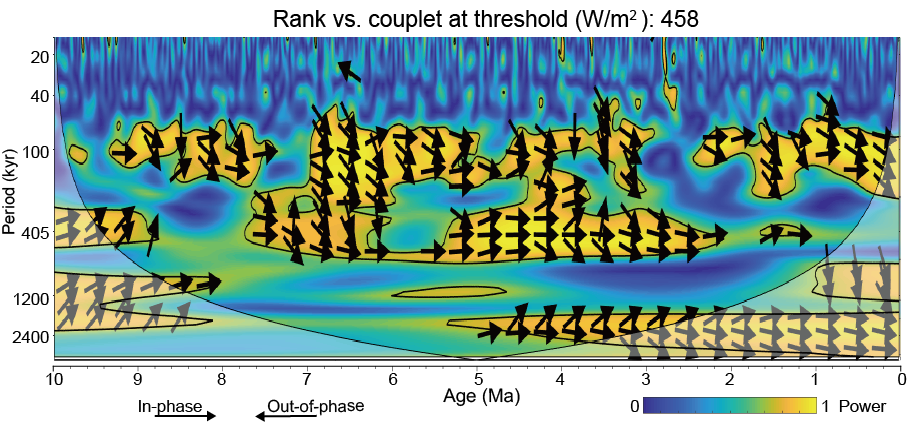 Rank vs. couplet at threshold (W/m²): 458
Period (kyr)
20
40
100
405
1200
2400
10 9 8 7 6 5 4 3 2 1 0
Age (Ma)
In-phase Out-of-phase 0 1 Power